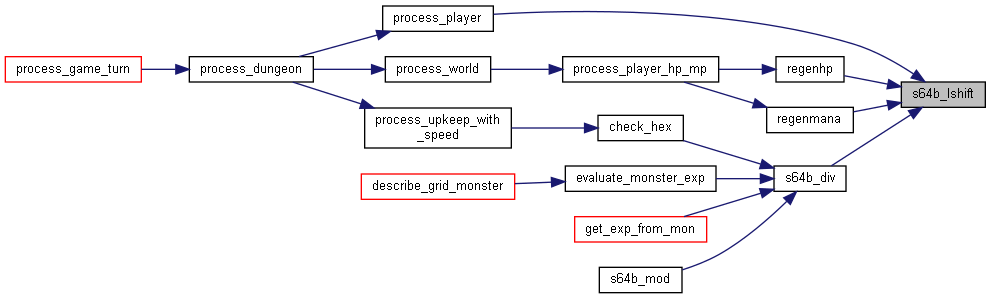 process_player
process_game_turn
process_dungeon
process_world
process_player_hp_mp
regenhp
s64b_lshift
process_upkeep_with
_speed
check_hex
regenmana
describe_grid_monster
evaluate_monster_exp
s64b_div
get_exp_from_mon
s64b_mod